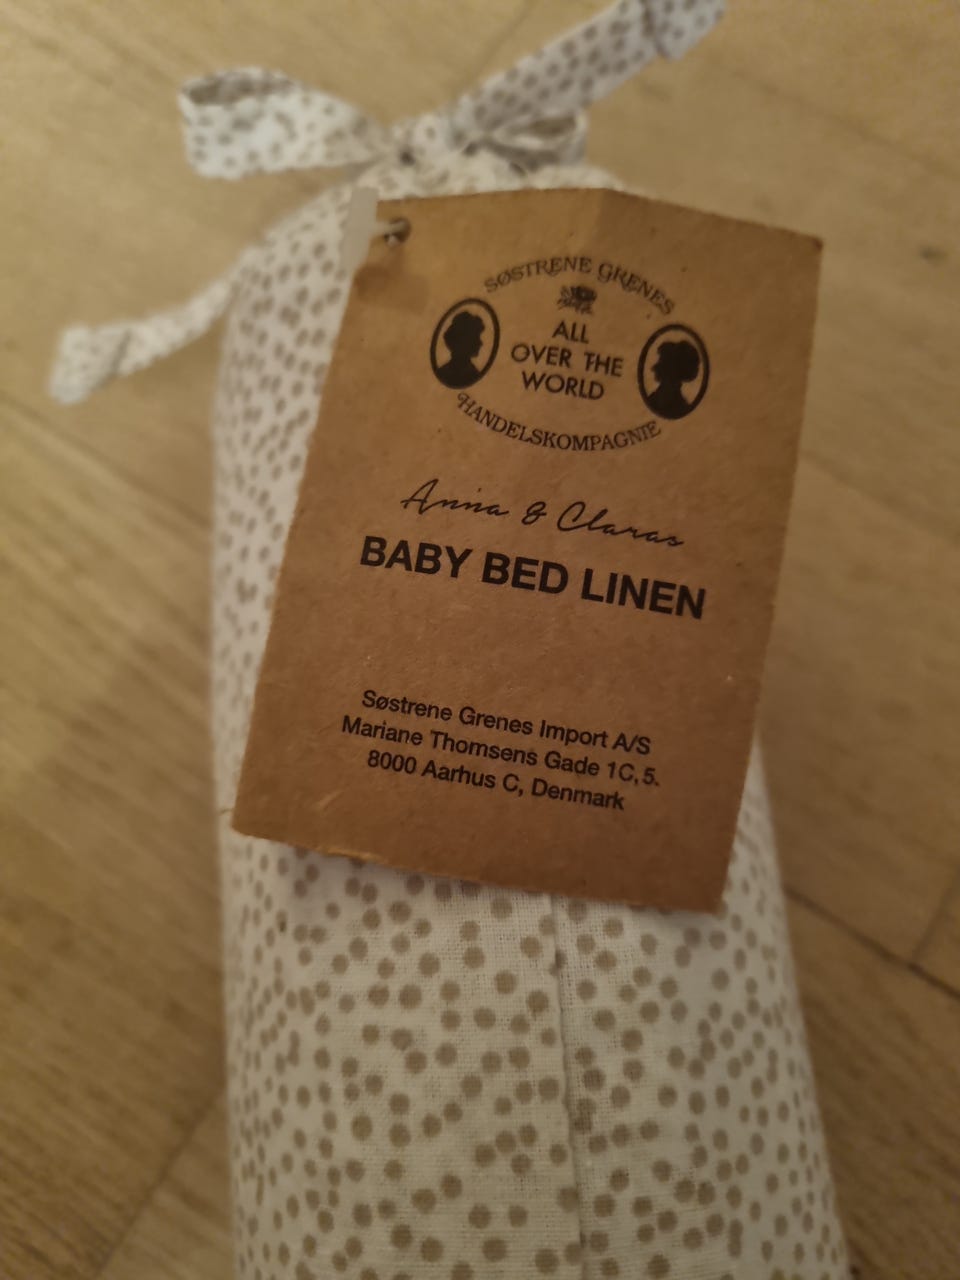 SØSTRENE GRENES
ALL
OVER THE
WORLD
HANDELSKOMPAGNIE
Anna & Claras
BABY BED LINEN
Søstrene Grenes Import A/S
Mariane Thomsens Gade 1C, 5.
8000 Aarhus C, Denmark